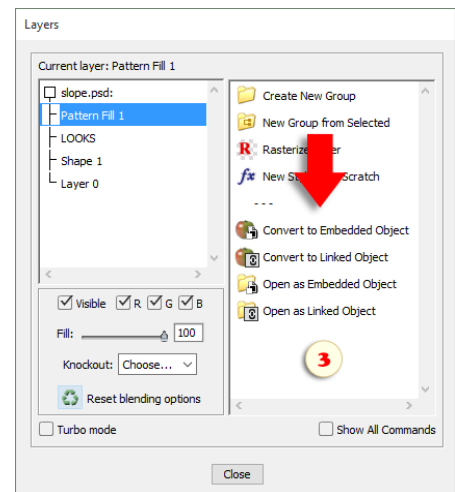 Layers
Current layer: Pattern Fill 1
slope.psd:
Pattern Fill 1
LOOKS
Shape 1
Layer 0
Create New Group
New Group from Selected
R Rasterize er
fx New St Scratch
---
Convert to Embedded Object
Convert to Linked Object
Open as Embedded Object
Open as Linked Object
3
Visible R G B
Fill: 100
Knockout: Choose...
Reset blending options
Turbo mode
Show All Commands
Close